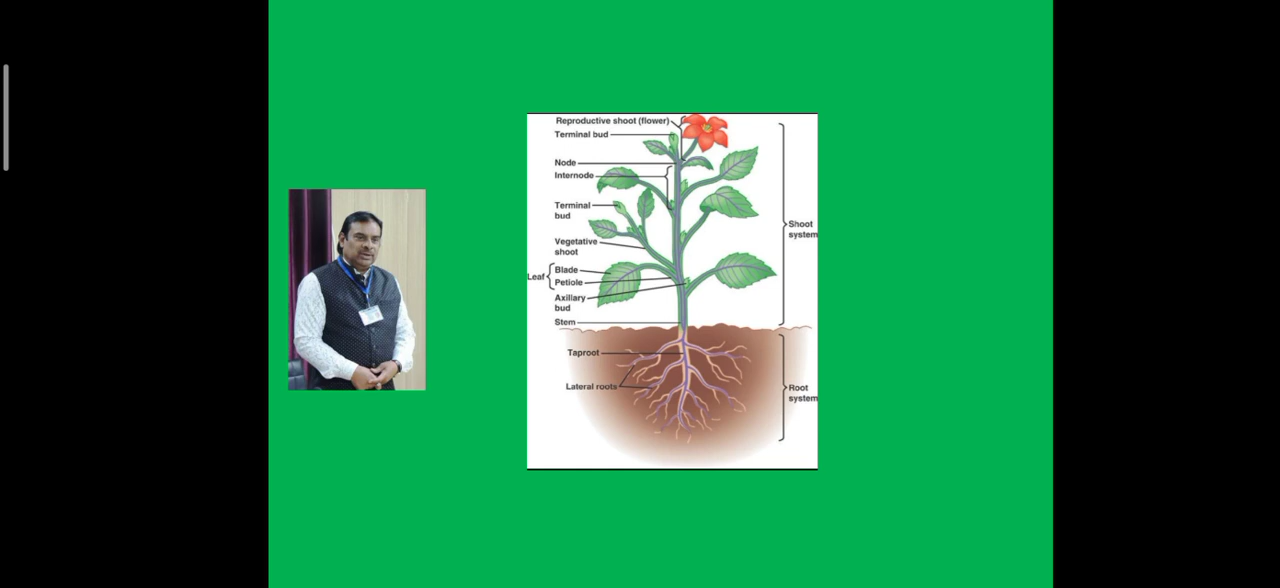 Reproductive shoot (flower)
Terminal bud
Node
Internode
Terminal
bud
Vegetative
shoot
Leaf
Blade
Petiole
Axillary
bud
Stem
Shoot
system
Taproot
Lateral roots
Root
system